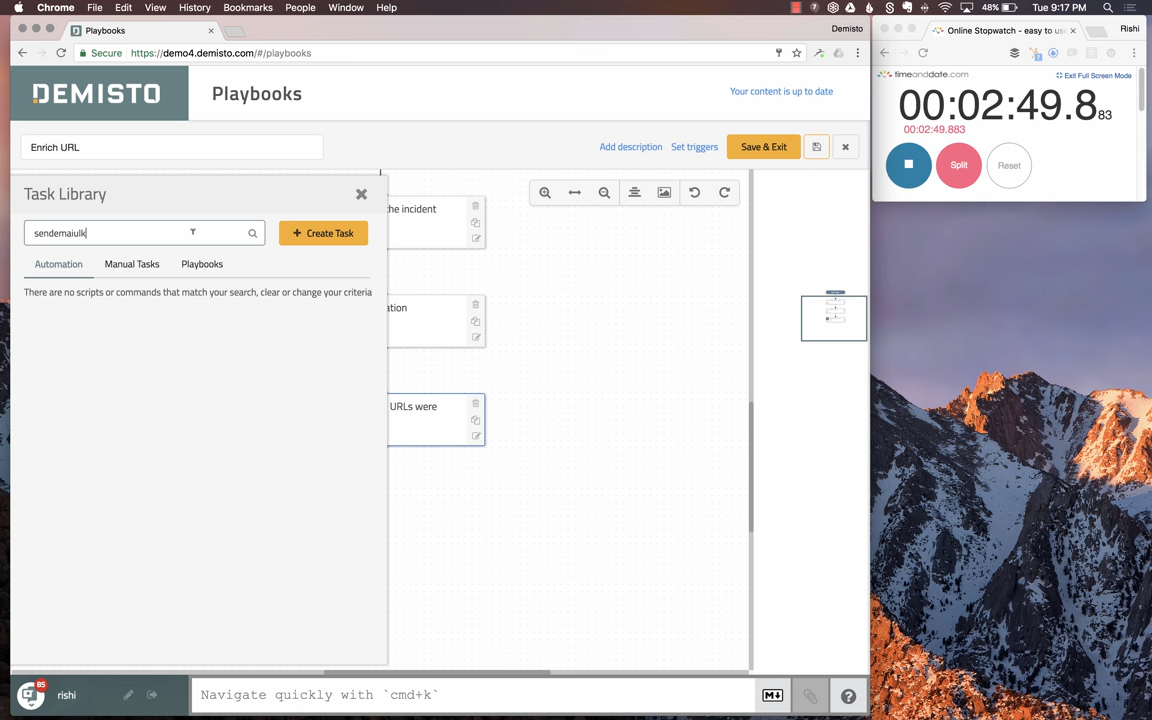 Chrome File Edit View History Bookmarks People Window Help
7 48% Tue 9:17 PM
Playbooks
Demisto
Secure https://demo4.demisto.com/#/playbooks
DEMISTO
Playbooks
Your content is up to date
Enrich URL
Add description Set triggers Save & Exit
Task Library
he incident
sendemaiulk
+ Create Task
Automation Manual Tasks Playbooks
There are no scripts or commands that match your search, clear or change your criteria
ation
URLs were
85
rishi
Navigate quickly with `cmd+k`
M↓
?
Online Stopwatch - easy to us
Rishi
timeanddate.com
Exit Full Screen Mode
00:02:49.883
00:02:49.883
Split
Reset